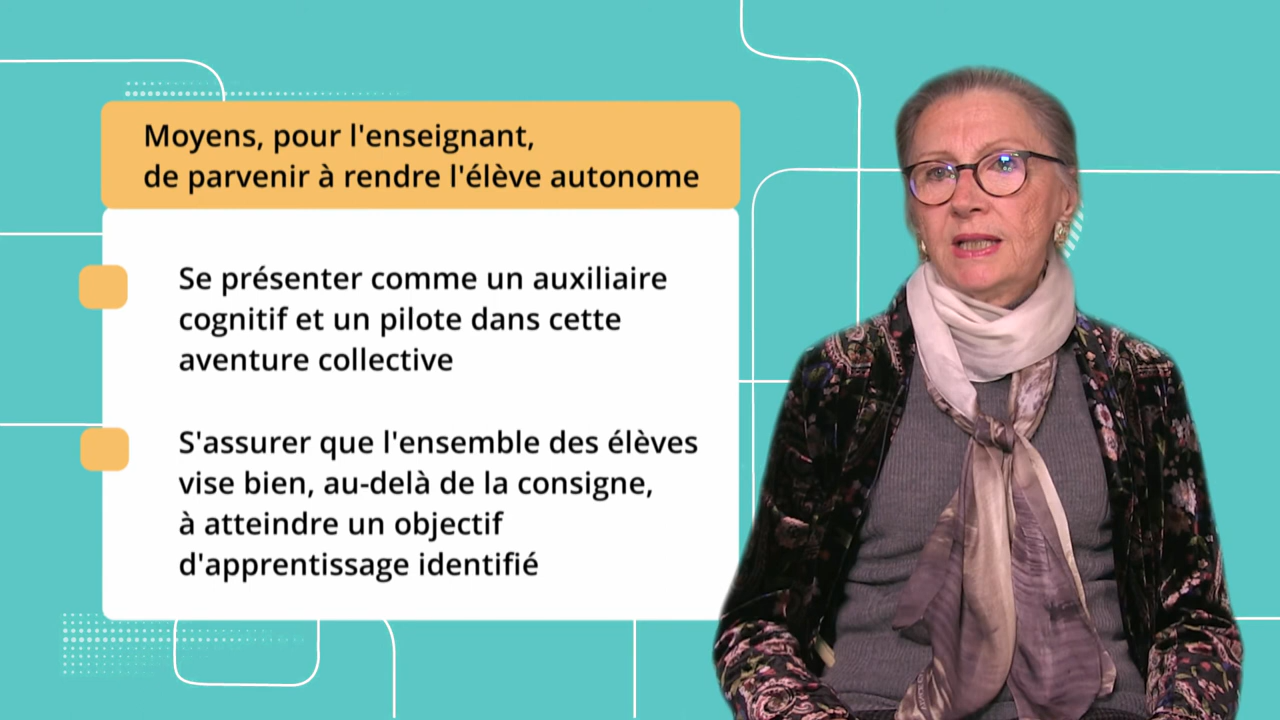 Moyens, pour l'enseignant,
de parvenir à rendre l'élève autonome
Se présenter comme un auxiliaire
cognitif et un pilote dans cette
aventure collective
S'assurer que l'ensemble des élèves
vise bien, au-delà de la consigne,
à atteindre un objectif
d'apprentissage identifié